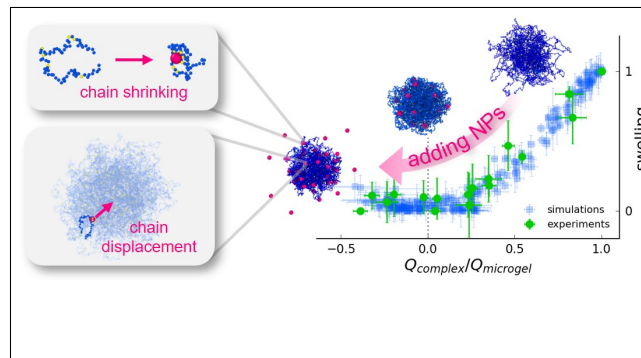 chain shrinking
chain
displacement
adding NPs
swelling
1
0
simulations
experiments
−0.5
0.0
0.5
1.0
Q_complex/Q_microgel